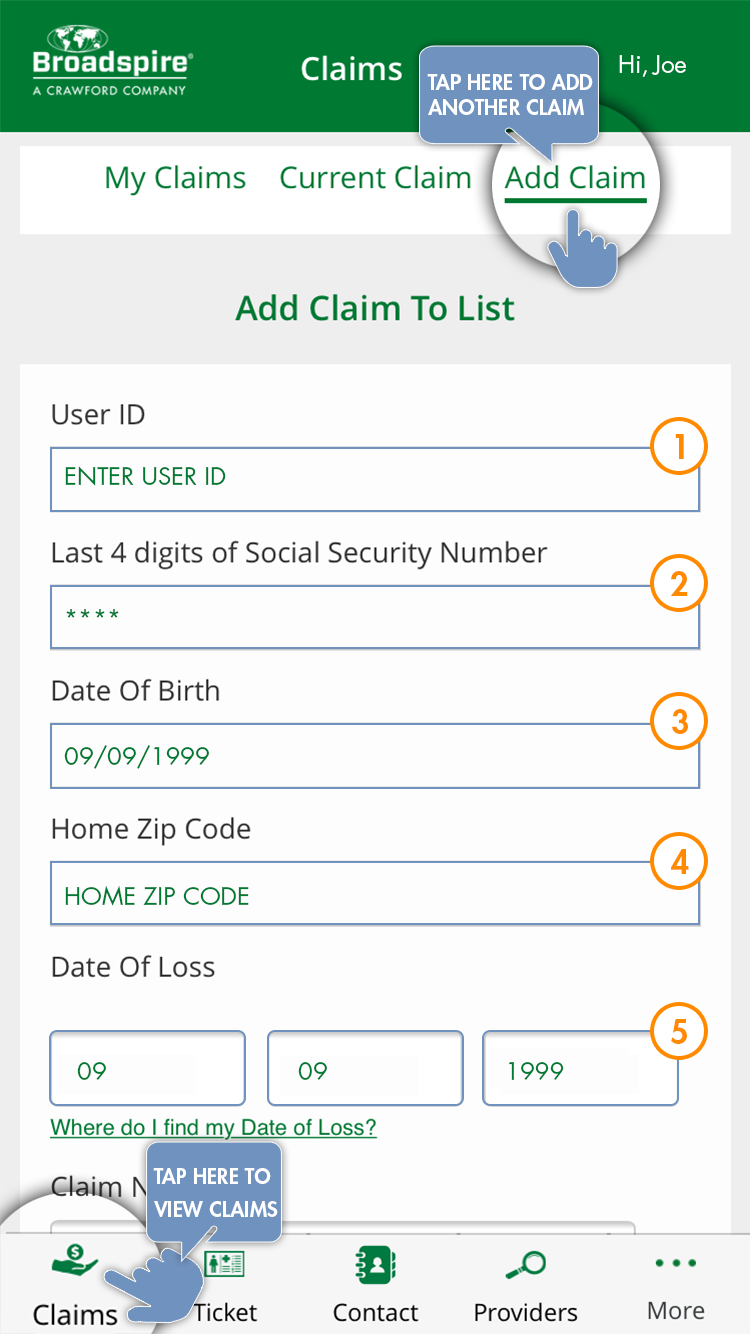 Broadspire®
A CRAWFORD COMPANY
Claims
Hi, Joe
TAP HERE TO ADD
ANOTHER CLAIM
My Claims
Current Claim
Add Claim
Add Claim To List
User ID
1
ENTER USER ID
Last 4 digits of Social Security Number
2
****
Date Of Birth
3
09/09/1999
Home Zip Code
4
HOME ZIP CODE
Date Of Loss
5
09
09
1999
Where do I find my Date of Loss?
Claim N
TAP HERE TO
VIEW CLAIMS
Claims
Ticket
Contact
Providers
More